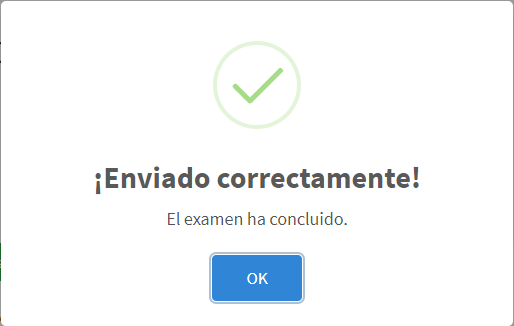 ¡Enviado correctamente!
El examen ha concluido.
OK